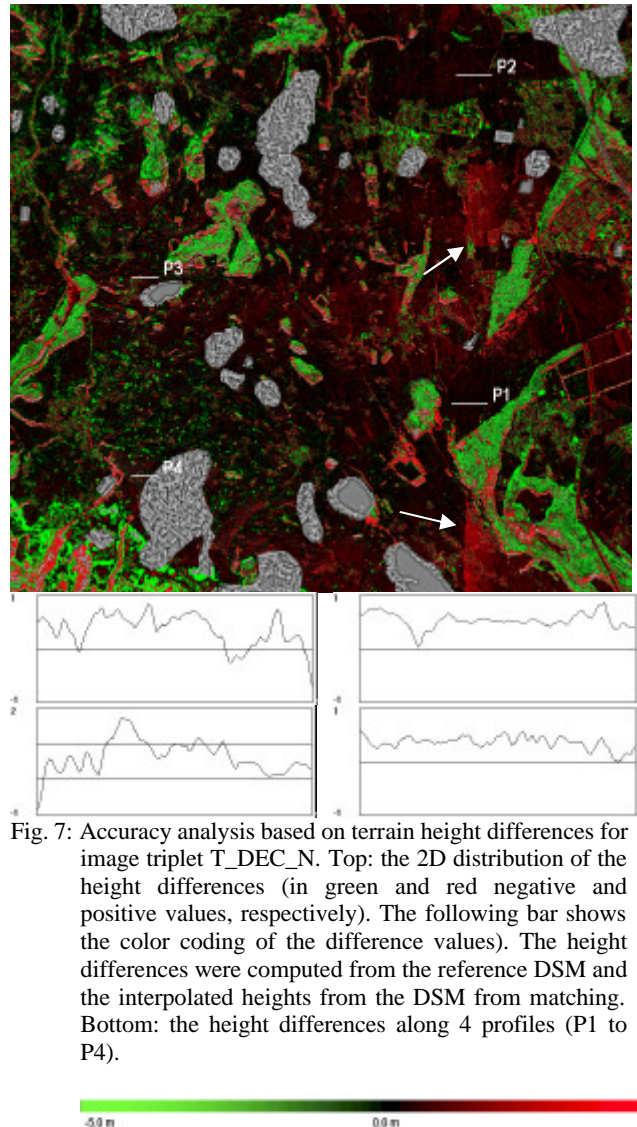 P2
P3
P1
P4
1
1
2
1
Fig. 7: Accuracy analysis based on terrain height differences for
image triplet T_DEC_N. Top: the 2D distribution of the
height differences (in green and red negative and
positive values, respectively). The following bar shows
the color coding of the difference values). The height
differences were computed from the reference DSM and
the interpolated heights from the DSM from matching.
Bottom: the height differences along 4 profiles (P1 to
P4).
-5.0 m 0.0 m